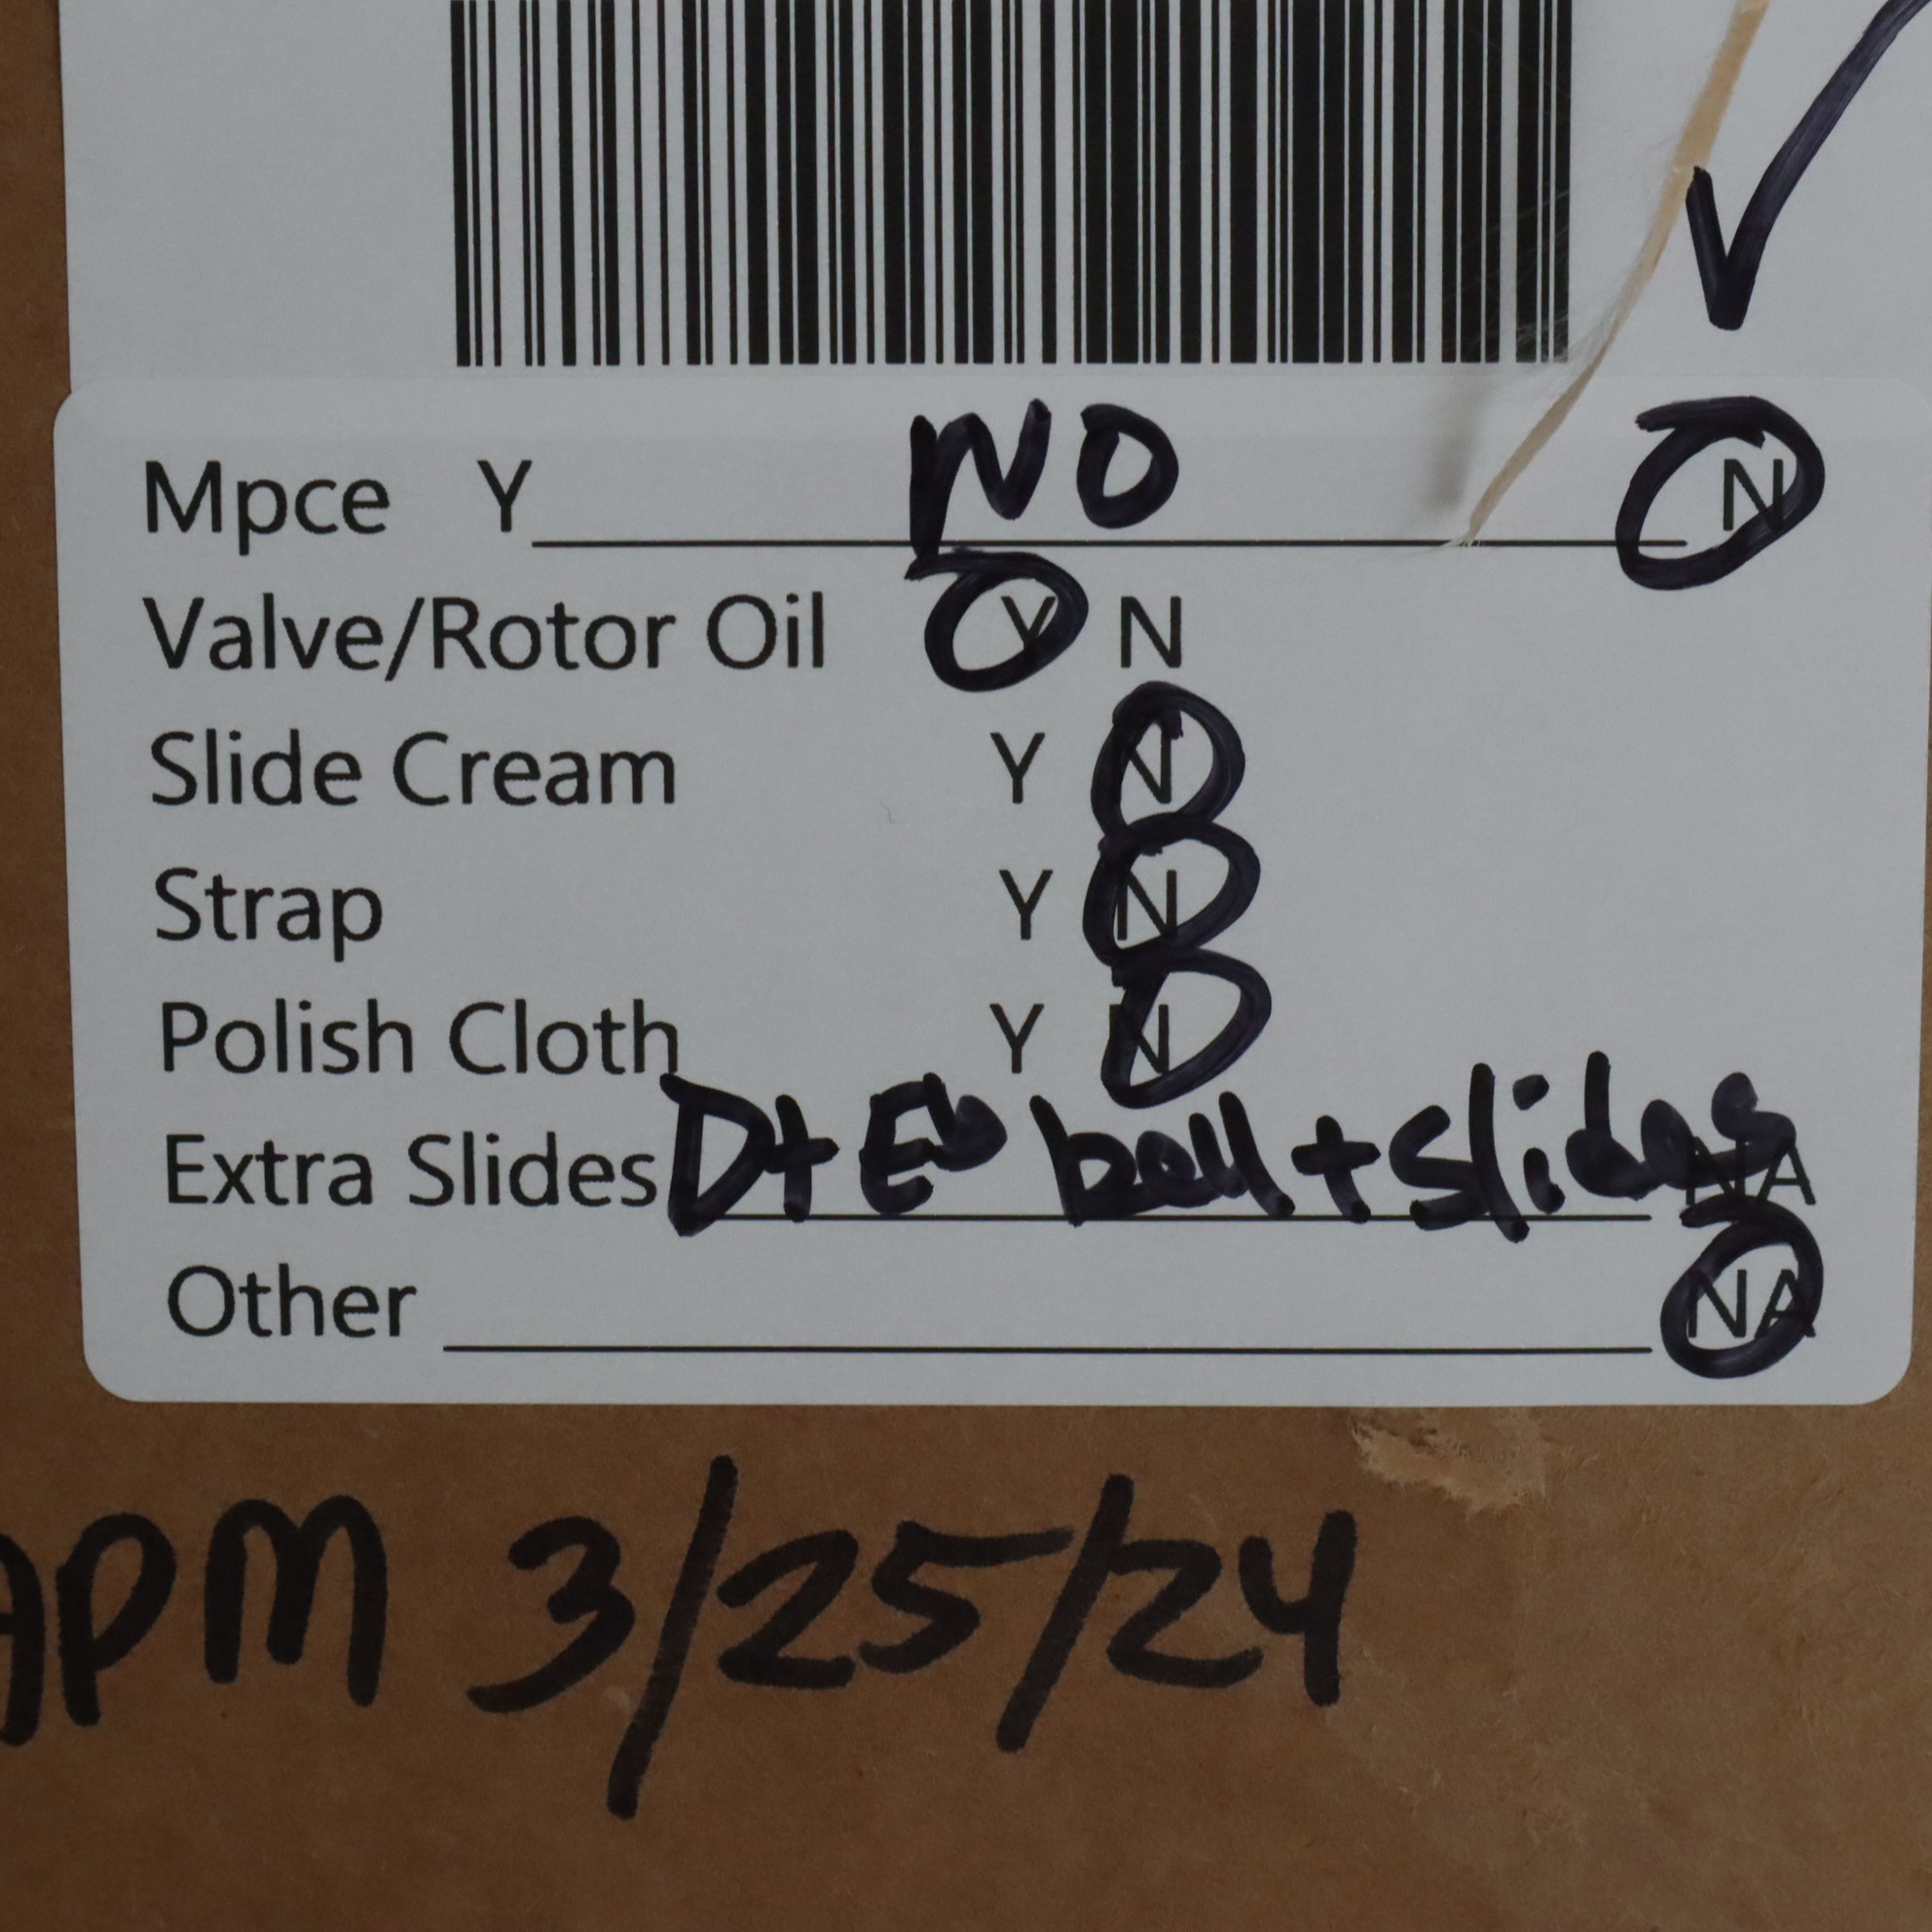 Mpce Y NO N
Valve/Rotor Oil Y N
Slide Cream Y N
Strap Y N
Polish Cloth Y N
Extra Slides D+Eb bell+slides NA
Other NA
APM 3/25/24